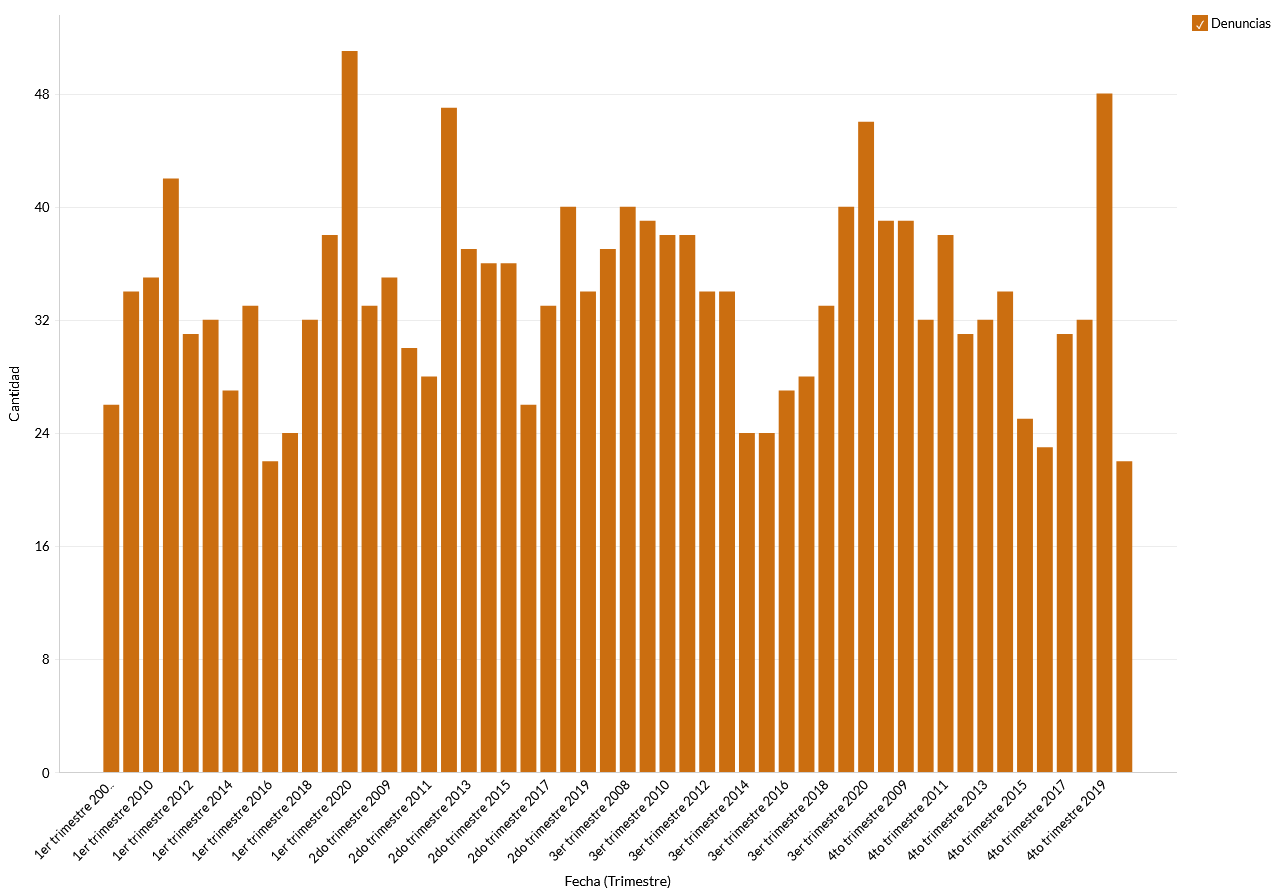 Denuncias
48
40
32
24
16
8
0
Cantidad
1er trimestre 200..
1er trimestre 2010
1er trimestre 2012
1er trimestre 2014
1er trimestre 2016
1er trimestre 2018
1er trimestre 2020
2do trimestre 2009
2do trimestre 2011
2do trimestre 2013
2do trimestre 2015
2do trimestre 2017
2do trimestre 2019
3er trimestre 2008
3er trimestre 2010
3er trimestre 2012
3er trimestre 2014
3er trimestre 2016
3er trimestre 2018
3er trimestre 2020
4to trimestre 2009
4to trimestre 2011
4to trimestre 2013
4to trimestre 2015
4to trimestre 2017
4to trimestre 2019
Fecha (Trimestre)